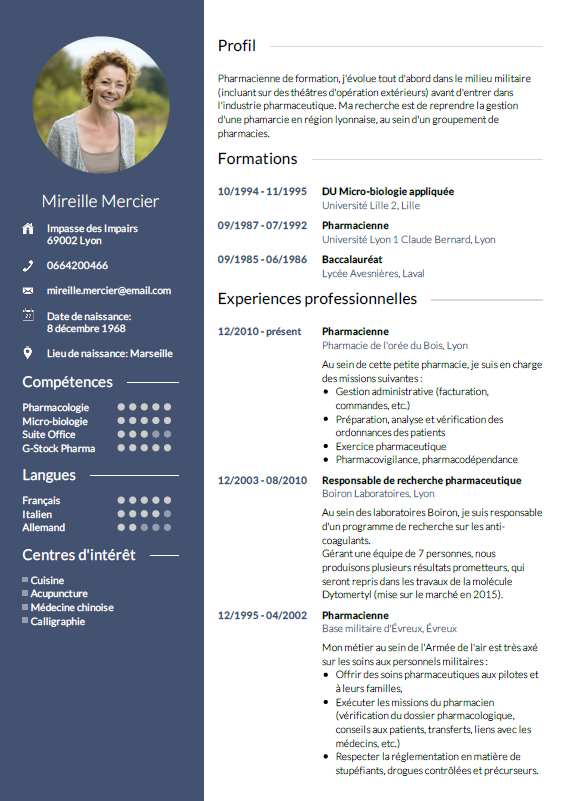 Mireille Mercier
Impasse des Impairs
69002 Lyon
0664200466
mireille.mercier@email.com
Date de naissance:
8 décembre 1968
Lieu de naissance: Marseille
Compétences
Pharmacologie
Micro-biologie
Suite Office
G-Stock Pharma
Langues
Français
Italien
Allemand
Centres d'intérêt
Cuisine
Acupuncture
Médecine chinoise
Calligraphie
Profil
Pharmacienne de formation, j'évolue tout d'abord dans le milieu militaire
(incluant sur des théâtres d'opération extérieurs) avant d'entrer dans
l'industrie pharmaceutique. Ma recherche est de reprendre la gestion
d'une phamarcie en région lyonnaise, au sein d'un groupement de
pharmacies.
Formations
10/1994 - 11/1995 DU Micro-biologie appliquée
Université Lille 2, Lille
09/1987 - 07/1992 Pharmacienne
Université Lyon 1 Claude Bernard, Lyon
09/1985 - 06/1986 Baccalauréat
Lycée Avesnières, Laval
Experiences professionnelles
12/2010 - présent Pharmacienne
Pharmacie de l'orée du Bois, Lyon
Au sein de cette petite pharmacie, je suis en charge
des missions suivantes :
• Gestion administrative (facturation,
commandes, etc.)
• Préparation, analyse et vérification des
ordonnances des patients
• Exercice pharmaceutique
• Pharmacovigilance, pharmacodépendance
12/2003 - 08/2010 Responsable de recherche pharmaceutique
Boiron Laboratoires, Lyon
Au sein des laboratoires Boiron, je suis responsable
d'un programme de recherche sur les anti-
coagulants.
Gérant une équipe de 7 personnes, nous
produisons plusieurs résultats prometteurs, qui
seront repris dans les travaux de la molécule
Dytomertyl (mise sur le marché en 2015).
12/1995 - 04/2002 Pharmacienne
Base militaire d'Évreux, Évreux
Mon métier au sein de l'Armée de l'air est très axé
sur les soins aux personnels militaires :
• Offrir des soins pharmaceutiques aux pilotes et
à leurs familles,
• Exécuter les missions du pharmacien
(vérification du dossier pharmacologique,
conseils aux patients, transferts, liens avec les
médecins, etc.)
• Respecter la réglementation en matière de
stupéfiants, drogues contrôlées et précurseurs.